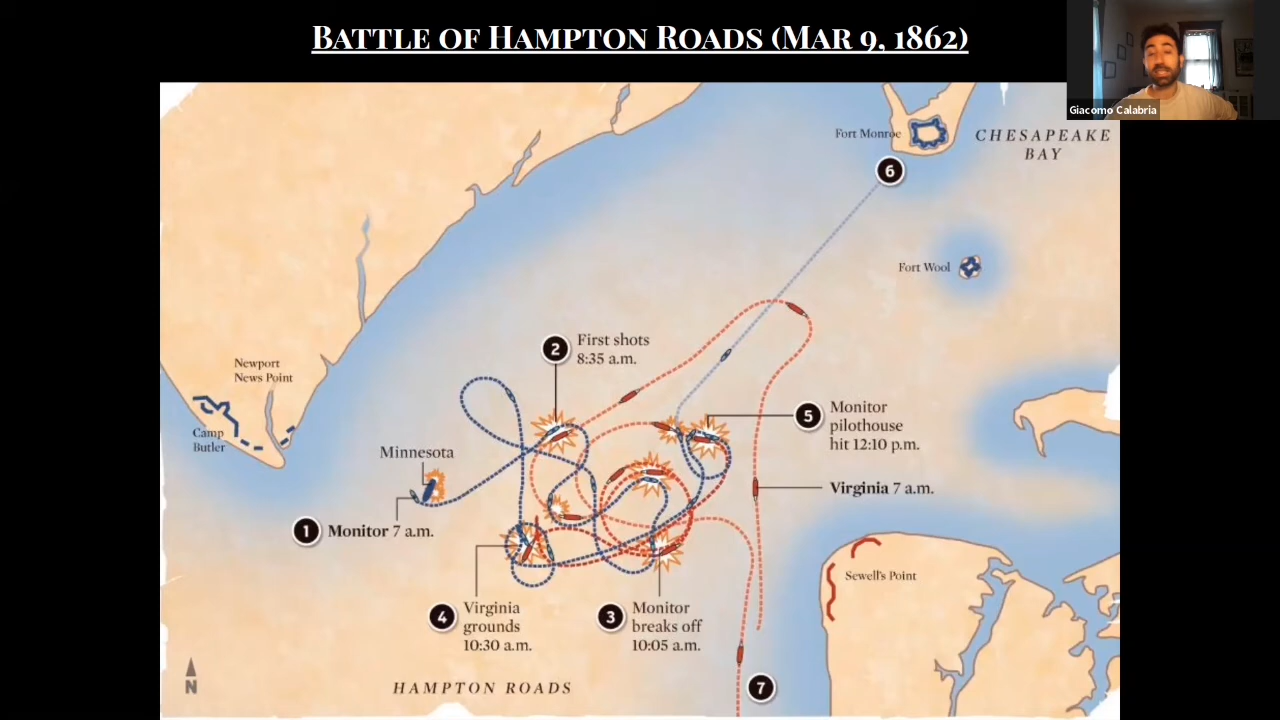 BATTLE OF HAMPTON ROADS (MAR 9, 1862)
Giacomo Calabria
Fort Monroe
CHESAPEAKE
BAY
6
Fort Wool
2
First shots
8:35 a.m.
Newport
News Point
5
Monitor
pilothouse
hit 12:10 p.m.
Camp
Butler
Minnesota
Virginia 7 a.m.
1
Monitor 7 a.m.
Sewell's Point
4
Virginia
grounds
10:30 a.m.
3
Monitor
breaks off
10:05 a.m.
N
HAMPTON ROADS
7